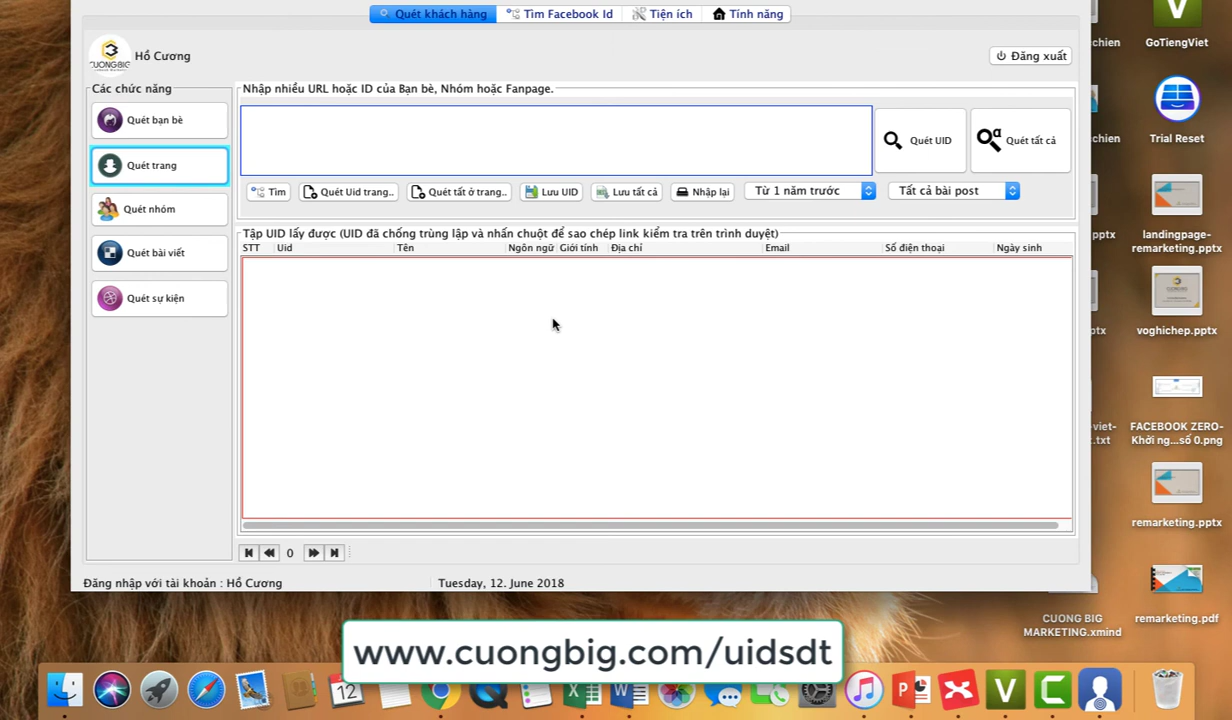 Quét khách hàng
Tìm Facebook Id
Tiện ích
Tính năng
CUONGBIG
Hồ Cương
Đăng xuất
Các chức năng
Quét bạn bè
Quét trang
Quét nhóm
Quét bài viết
Quét sự kiện
Nhập nhiều URL hoặc ID của Bạn bè, Nhóm hoặc Fanpage.
Quét UID
Quét tất cả
Tìm
Quét Uid trang..
Quét tất ở trang..
Lưu UID
Lưu tất cả
Nhập lại
Từ 1 năm trước
Tất cả bài post
Tập UID lấy được (UID đã chống trùng lặp và nhấn chuột để sao chép link kiểm tra trên trình duyệt)
STT Uid Tên Ngôn ngữ Giới tính Địa chỉ Email Số điện thoại Ngày sinh
0
Đăng nhập với tài khoản : Hồ Cương
Tuesday, 12. June 2018
chien
GoTiengViet
chien
Trial Reset
pptx
landingpage-
remarketing.pptx
ptx
voghichep.pptx
-viet-
t.txt
FACEBOOK ZERO-
Khởi ng...số 0.png
remarketing.pptx
CUONG BIG
MARKETING.xmind
remarketing.pdf
www.cuongbig.com/uidsdt
12